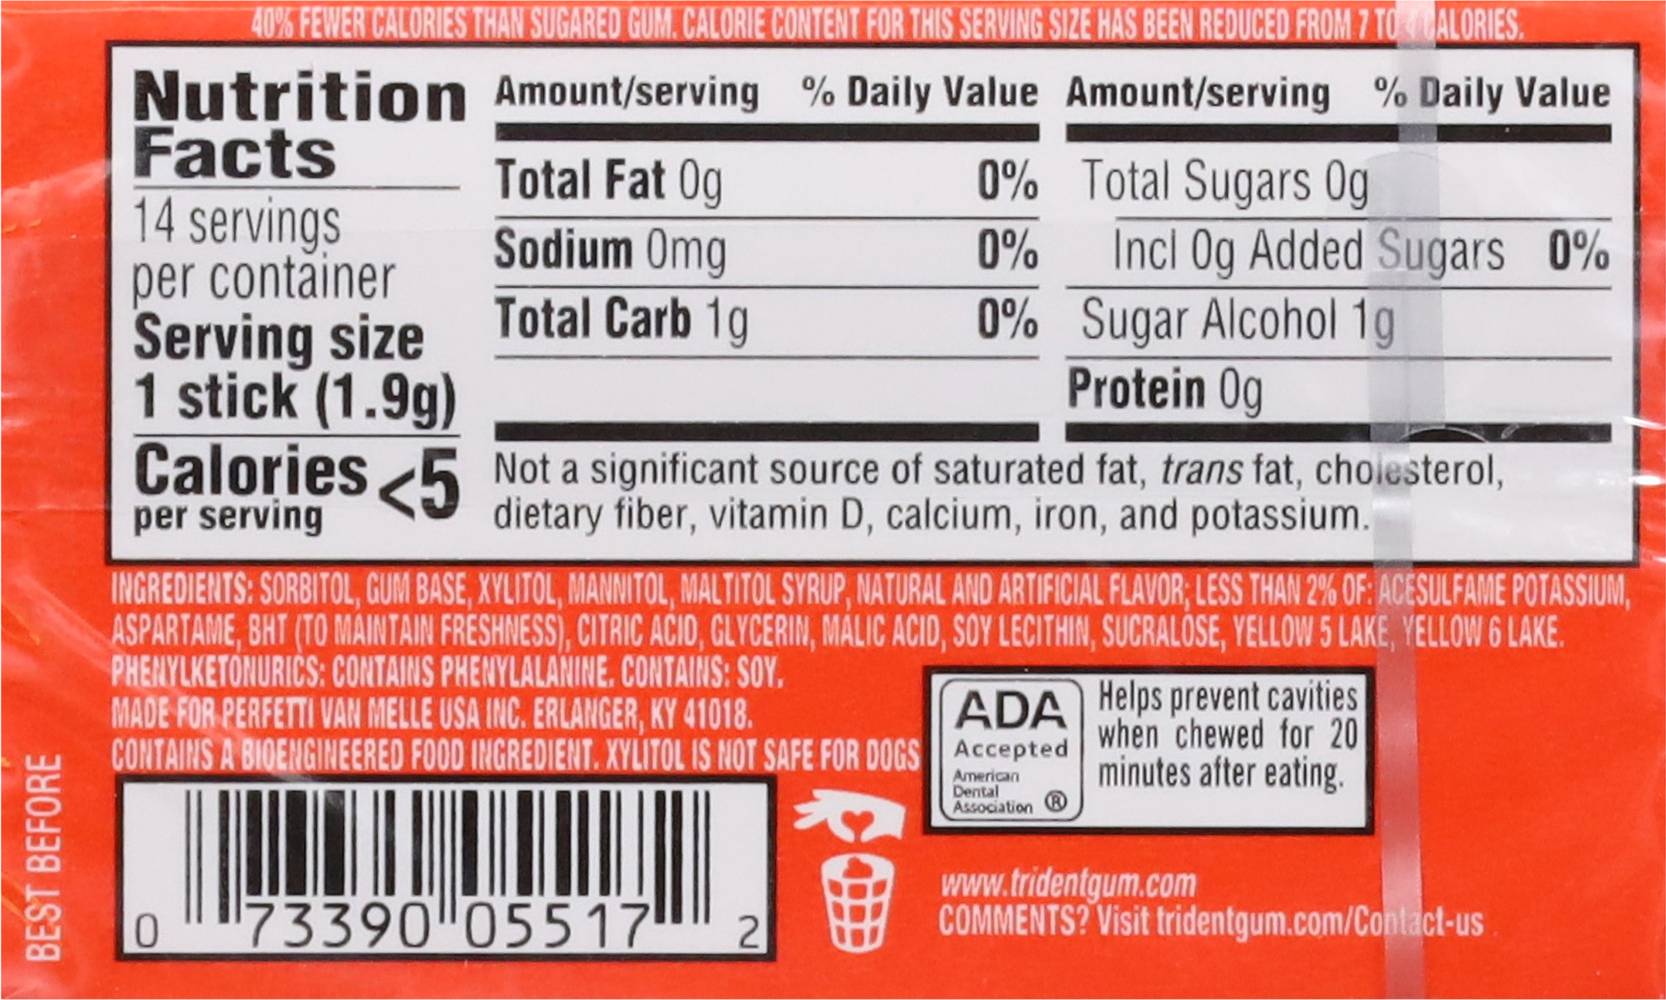 40% FEWER CALORIES THAN SUGARED GUM. CALORIE CONTENT FOR THIS SERVING SIZE HAS BEEN REDUCED FROM 7 TO CALORIES.
Nutrition
Facts
14 servings
per container
Serving size
1 stick (1.9g)
Calories <5
per serving
Amount/serving % Daily Value
Total Fat 0g 0%
Sodium 0mg 0%
Total Carb 1g 0%
Amount/serving % Daily Value
Total Sugars 0g
Incl 0g Added Sugars 0%
Sugar Alcohol 1g
Protein 0g
Not a significant source of saturated fat, trans fat, cholesterol,
dietary fiber, vitamin D, calcium, iron, and potassium.
INGREDIENTS: SORBITOL, GUM BASE, XYLITOL, MANNITOL, MALTITOL SYRUP, NATURAL AND ARTIFICIAL FLAVOR; LESS THAN 2% OF: ACESULFAME POTASSIUM,
ASPARTAME, BHT (TO MAINTAIN FRESHNESS), CITRIC ACID, GLYCERIN, MALIC ACID, SOY LECITHIN, SUCRALOSE, YELLOW 5 LAKE, YELLOW 6 LAKE.
PHENYLKETONURICS: CONTAINS PHENYLALANINE. CONTAINS: SOY.
MADE FOR PERFETTI VAN MELLE USA INC. ERLANGER, KY 41018.
CONTAINS A BIOENGINEERED FOOD INGREDIENT. XYLITOL IS NOT SAFE FOR DOGS
ADA
Accepted
American
Dental
Association ®
Helps prevent cavities
when chewed for 20
minutes after eating.
BEST BEFORE
0 73390 05517 2
www.tridentgum.com
COMMENTS? Visit tridentgum.com/Contact-us